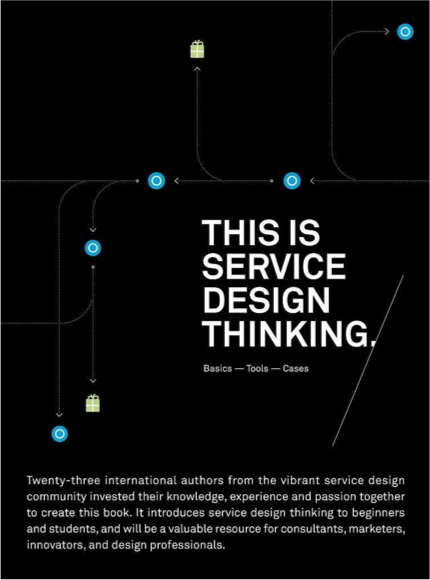 THIS IS
SERVICE
DESIGN
THINKING.
Basics — Tools — Cases
Twenty-three international authors from the vibrant service design
community invested their knowledge, experience and passion together
to create this book. It introduces service design thinking to beginners
and students, and will be a valuable resource for consultants, marketers,
innovators, and design professionals.